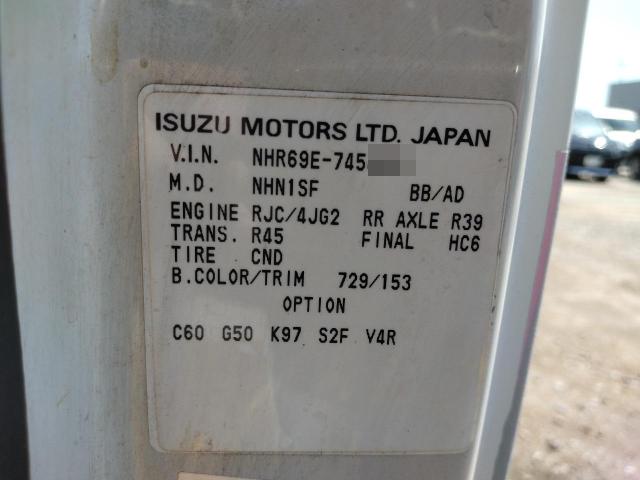 ISUZU MOTORS LTD. JAPAN
V.I.N. NHR69E-745
M.D. NHN1SF BB/AD
ENGINE RJC/4JG2 RR AXLE R39
TRANS. R45 FINAL HC6
TIRE CND
B.COLOR/TRIM 729/153
OPTION
C60 G50 K97 S2F V4R